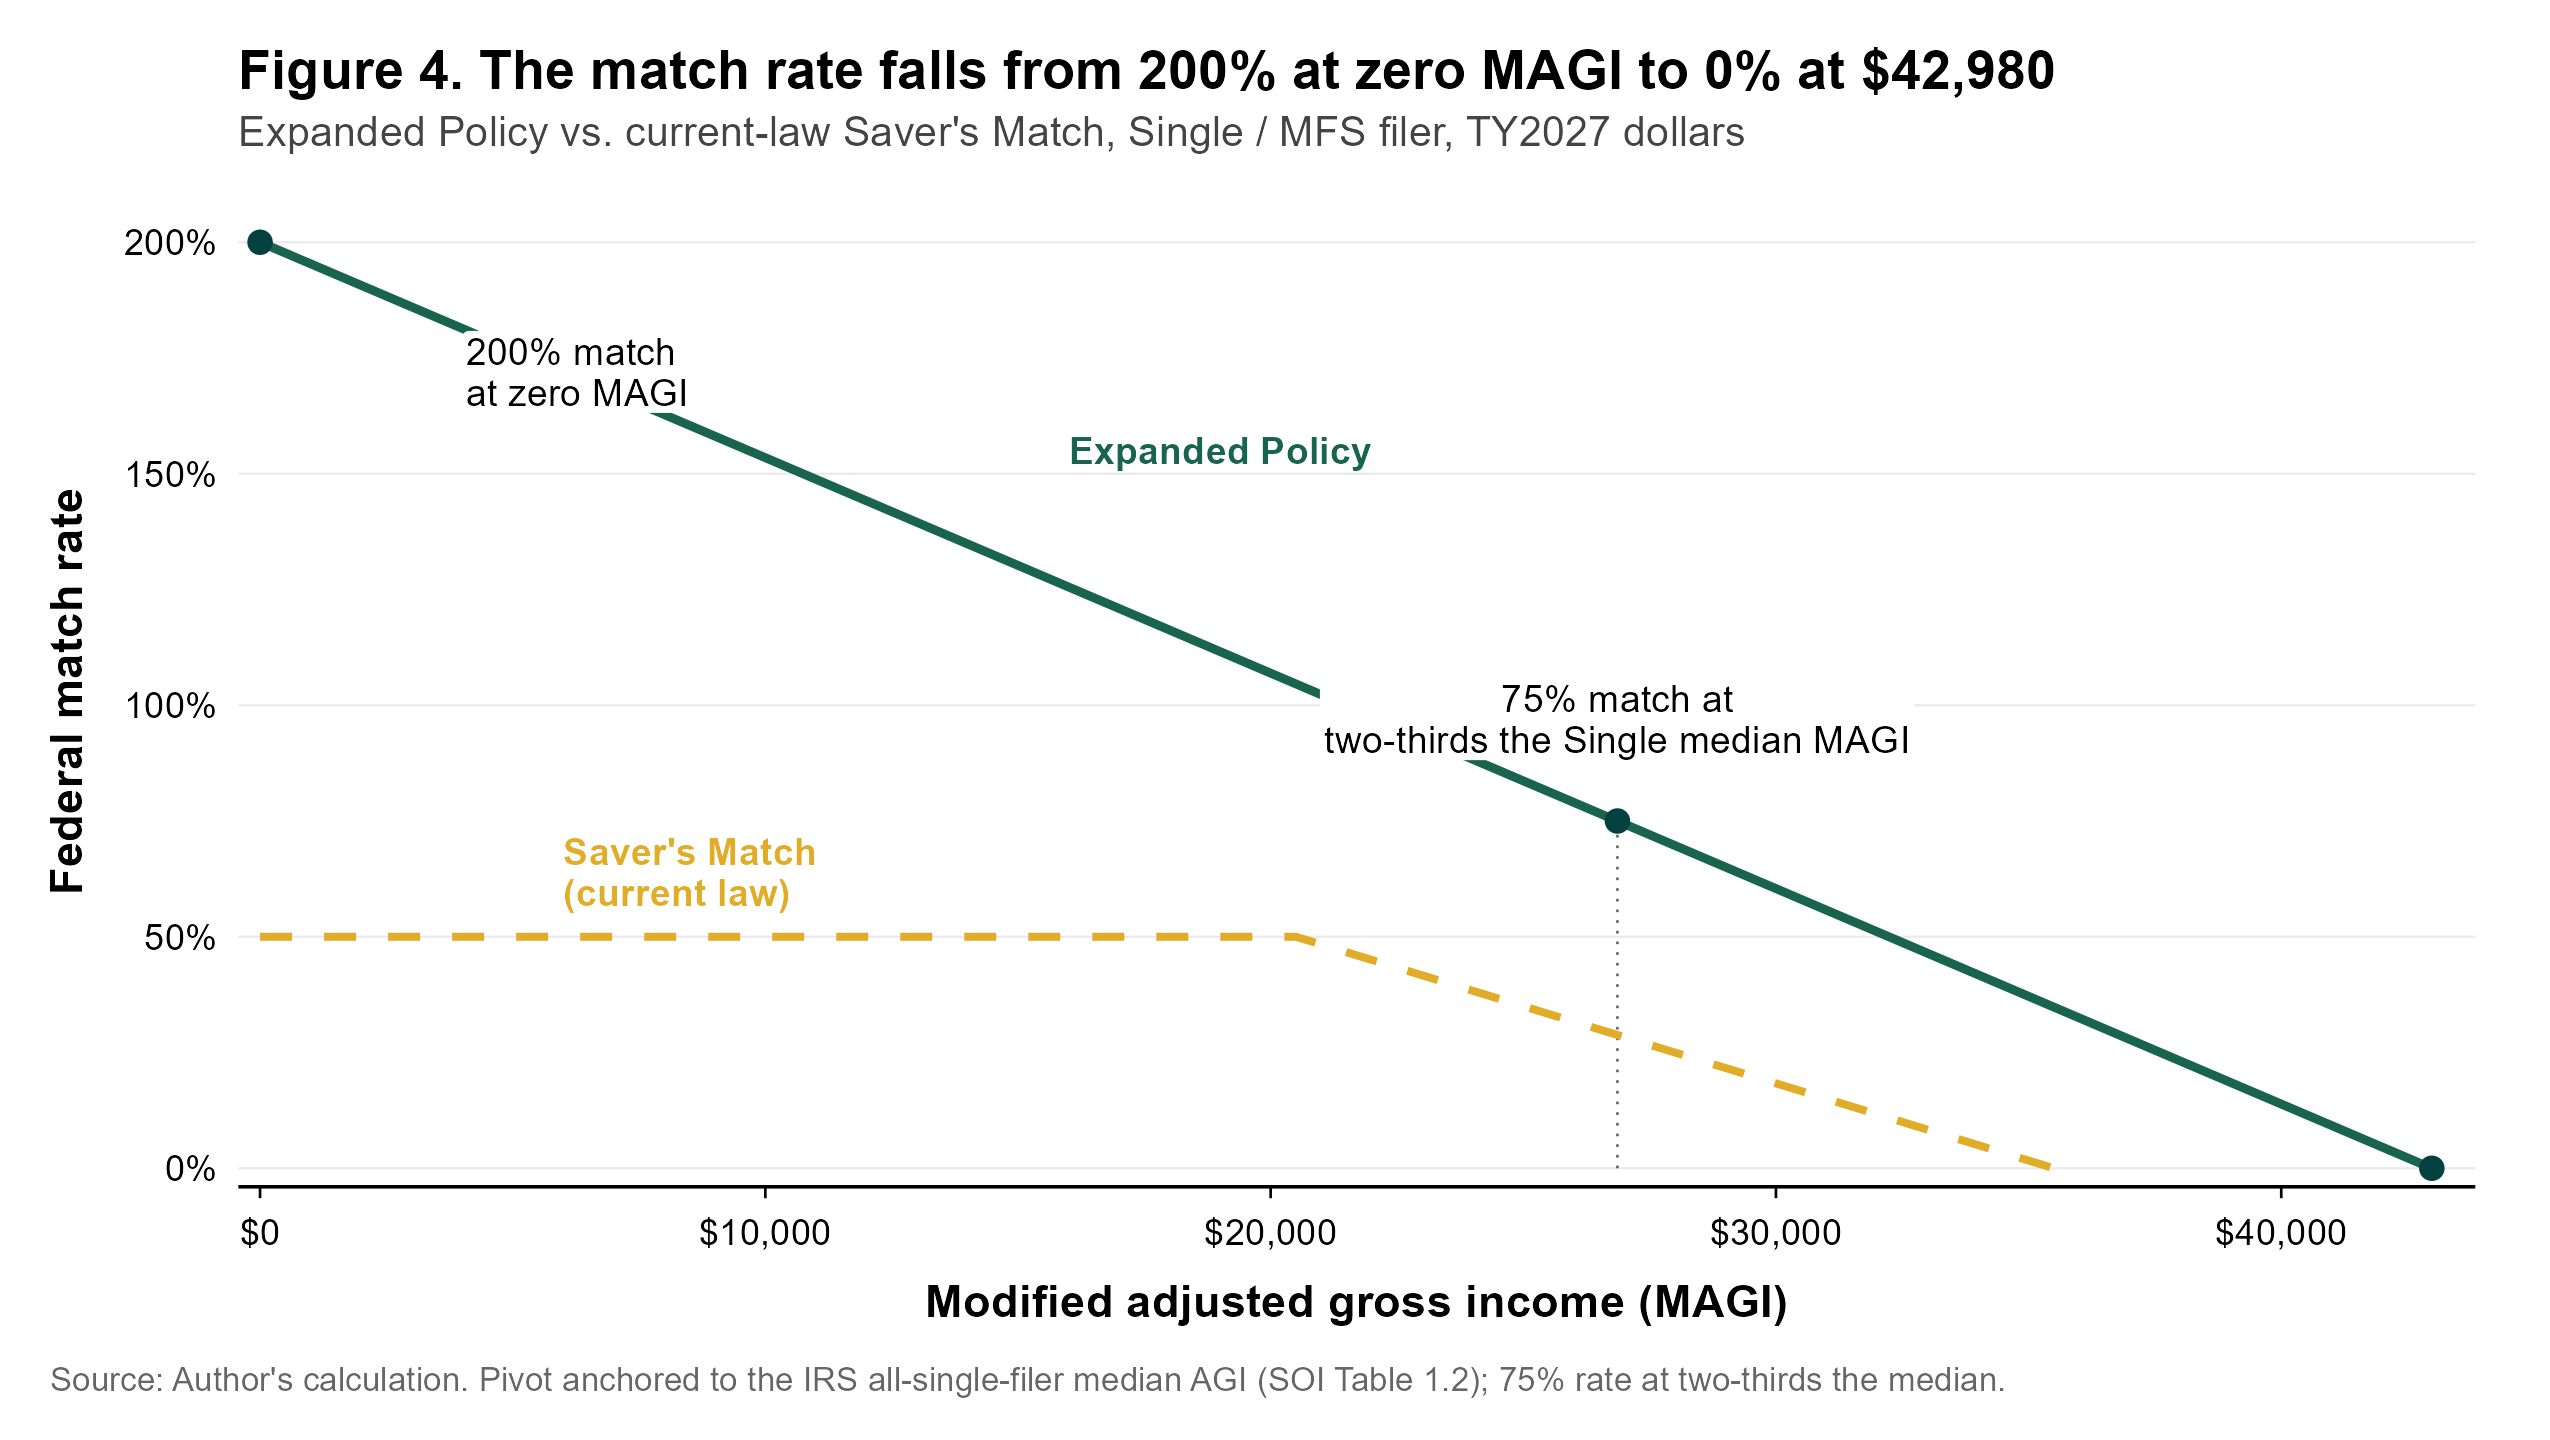 Figure 4. The match rate falls from 200% at zero MAGI to 0% at $42,980
Expanded Policy vs. current-law Saver's Match, Single / MFS filer, TY2027 dollars
200%
150%
100%
50%
0%
Federal match rate
200% match
at zero MAGI
Expanded Policy
75% match at
two-thirds the Single median MAGI
Saver's Match
(current law)
$0
$10,000
$20,000
$30,000
$40,000
Modified adjusted gross income (MAGI)
Source: Author's calculation. Pivot anchored to the IRS all-single-filer median AGI (SOI Table 1.2); 75% rate at two-thirds the median.